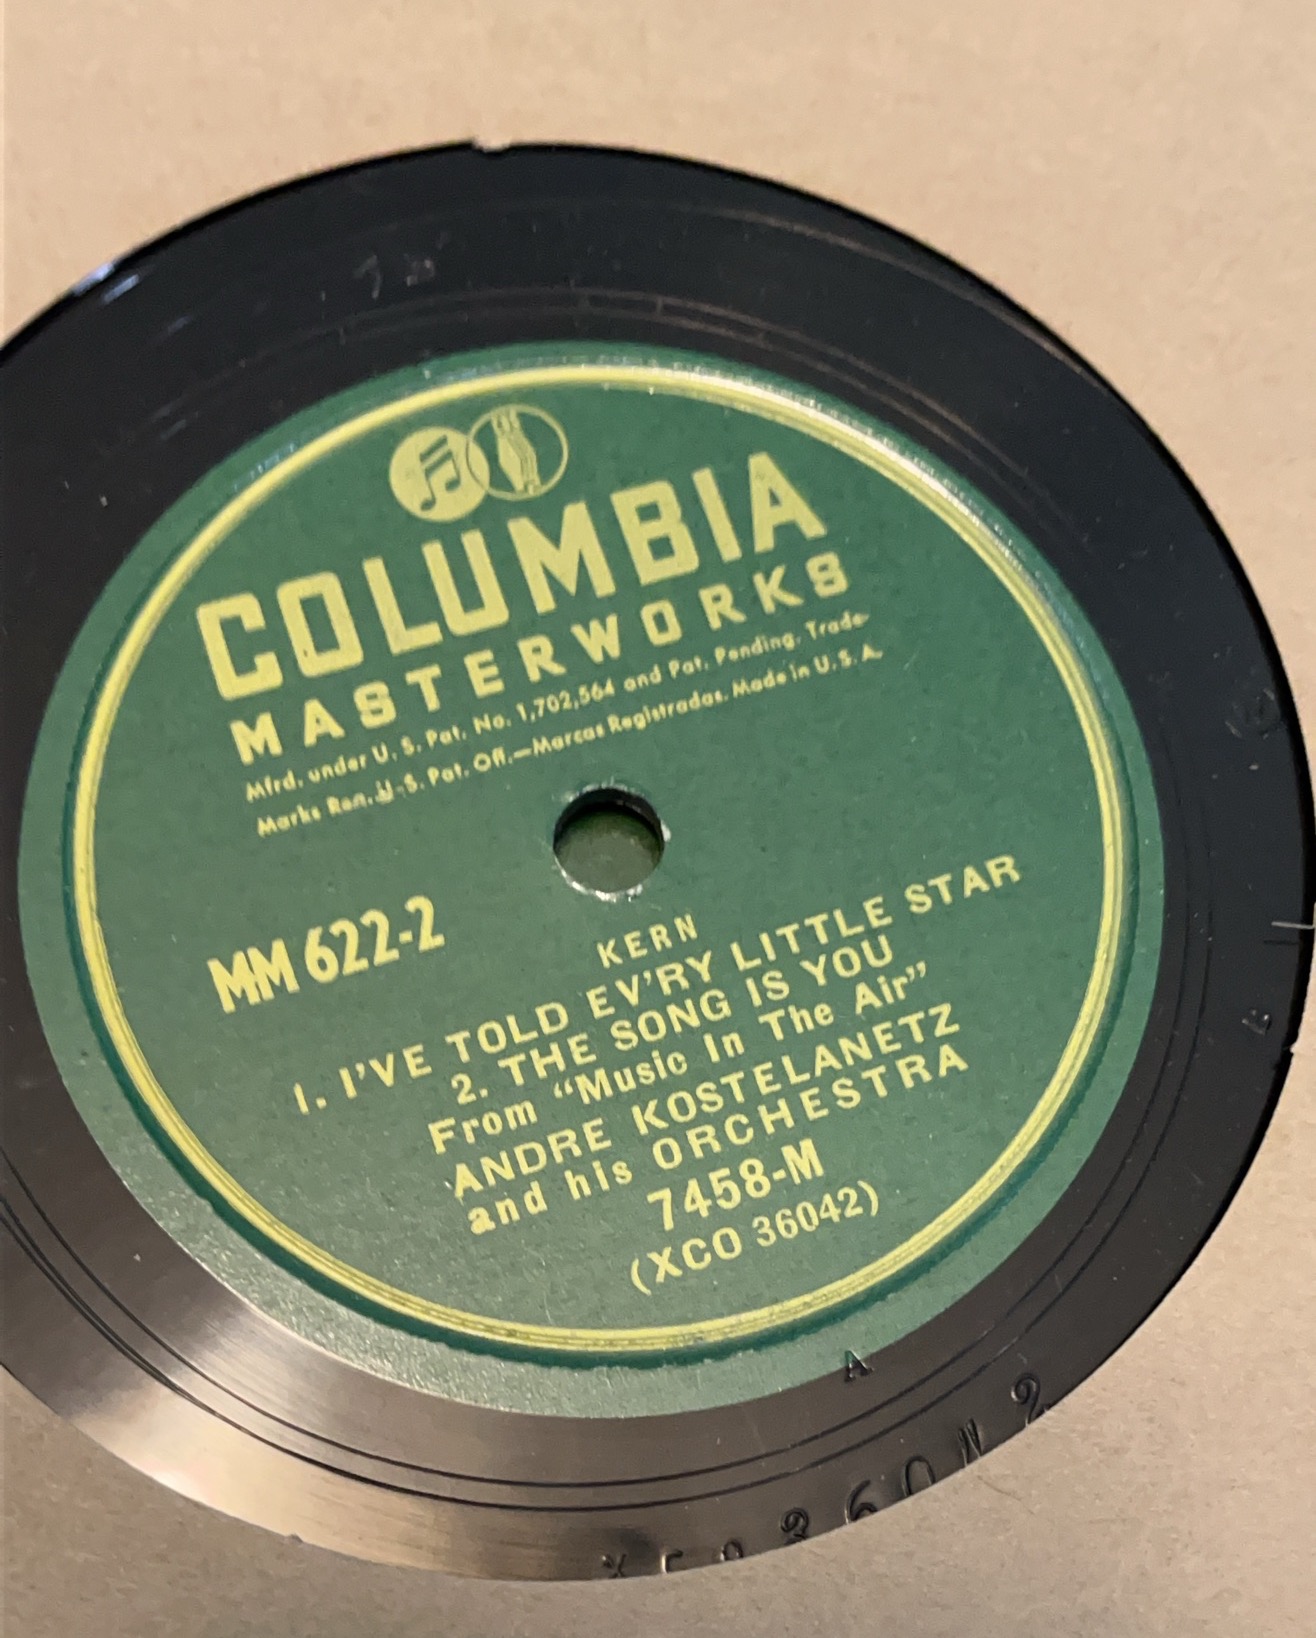 CBS
COLUMBIA
MASTERWORKS
Mfrd. under U. S. Pat. No. 1,702,564 and Pat. Pending. Trade-
Marks Reg. U. S. Pat. Off.—Marcas Registradas. Made in U. S. A.
MM 622-2
KERN
1. I'VE TOLD EV'RY LITTLE STAR
2. THE SONG IS YOU
From “Music In The Air”
ANDRE KOSTELANETZ
and his ORCHESTRA
7458-M
(XCO 36042)
A